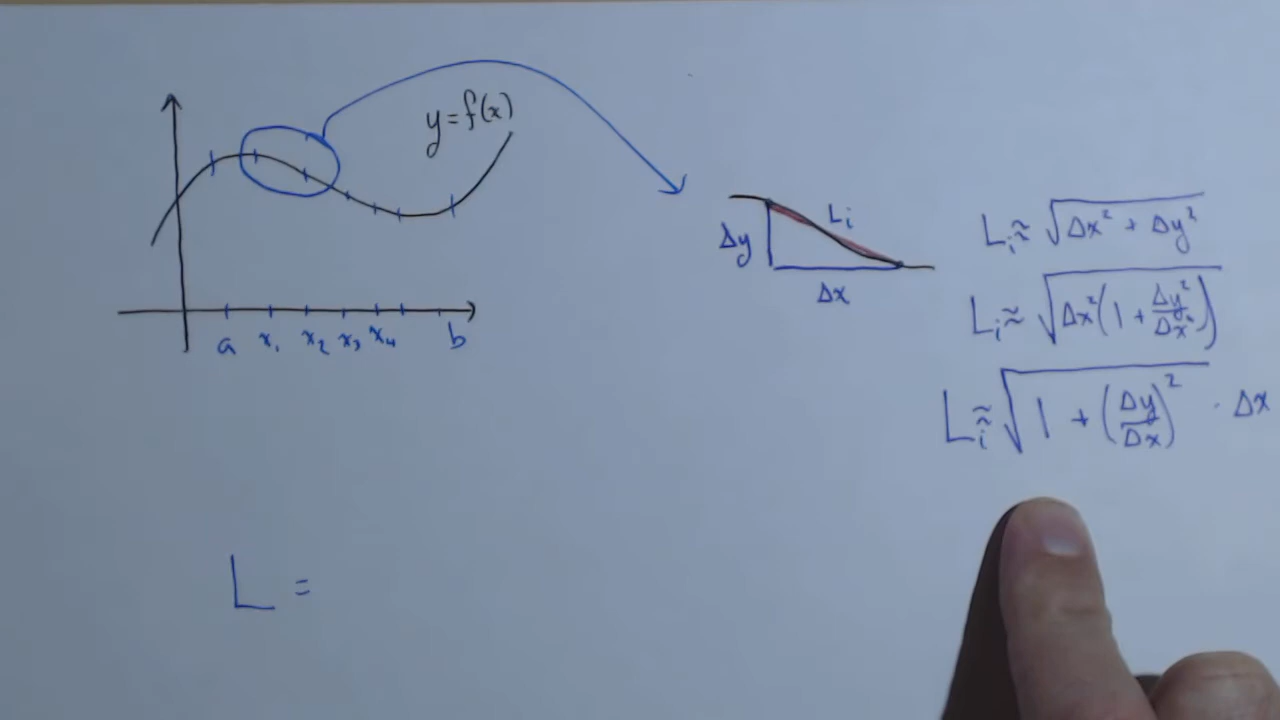 y=f(x)
a x₁ x₂ x₃ x₄ b
Δy
Lᵢ
Δx
Lᵢ ≈ √(Δx² + Δy²)
Lᵢ ≈ √(Δx²(1 + Δy²/Δx²))
Lᵢ ≈ √(1 + (Δy/Δx)²) · Δx
L =